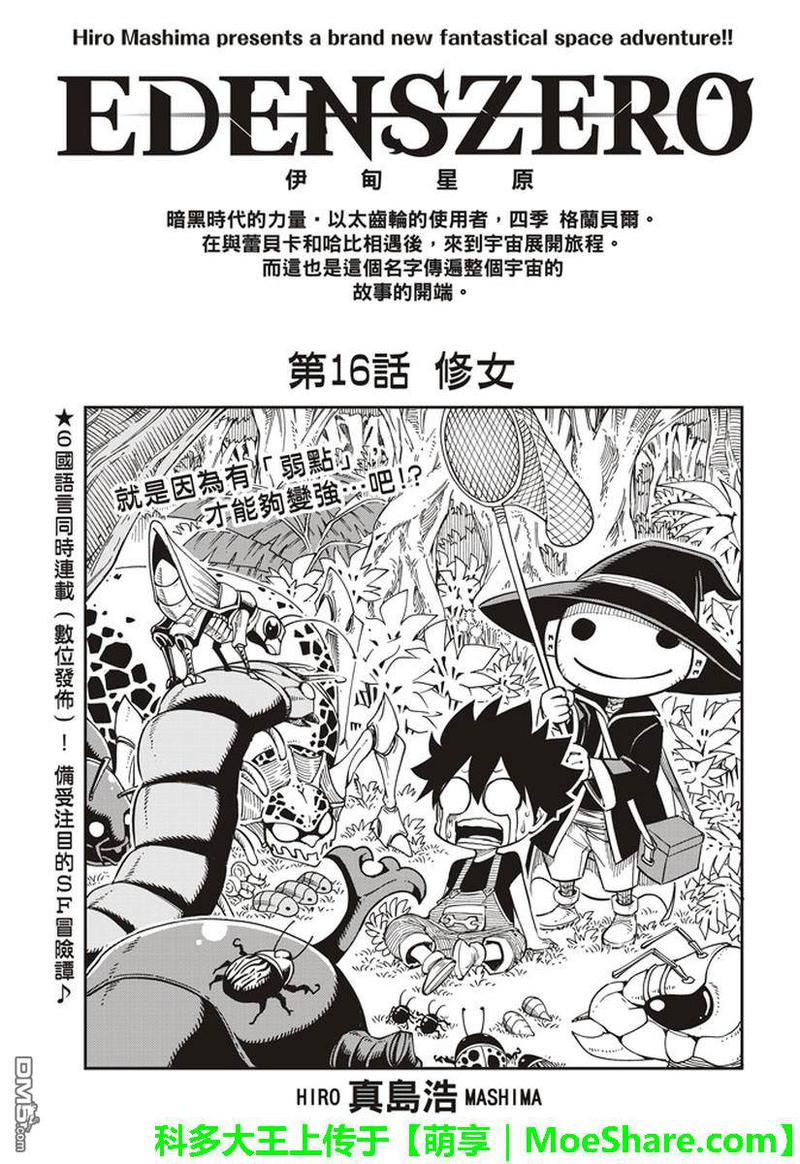 Hiro Mashima presents a brand new fantastical space adventure!!
EDENSZERO
伊甸星原
暗黑時代的力量・以太齒輪的使用者，四季 格蘭貝爾。
在與蕾貝卡和哈比相遇後，來到宇宙展開旅程。
而這也是這個名字傳遍整個宇宙的
故事的開端。
第16話 修女
★6國語言同時連載（數位發佈）！ 備受注目的SF冒險譚♪
就是因為有「弱點」，
才能夠變強…吧!?
HIRO 真島浩 MASHIMA
DM5.com
科多大王上传于【萌享｜MoeShare.com】